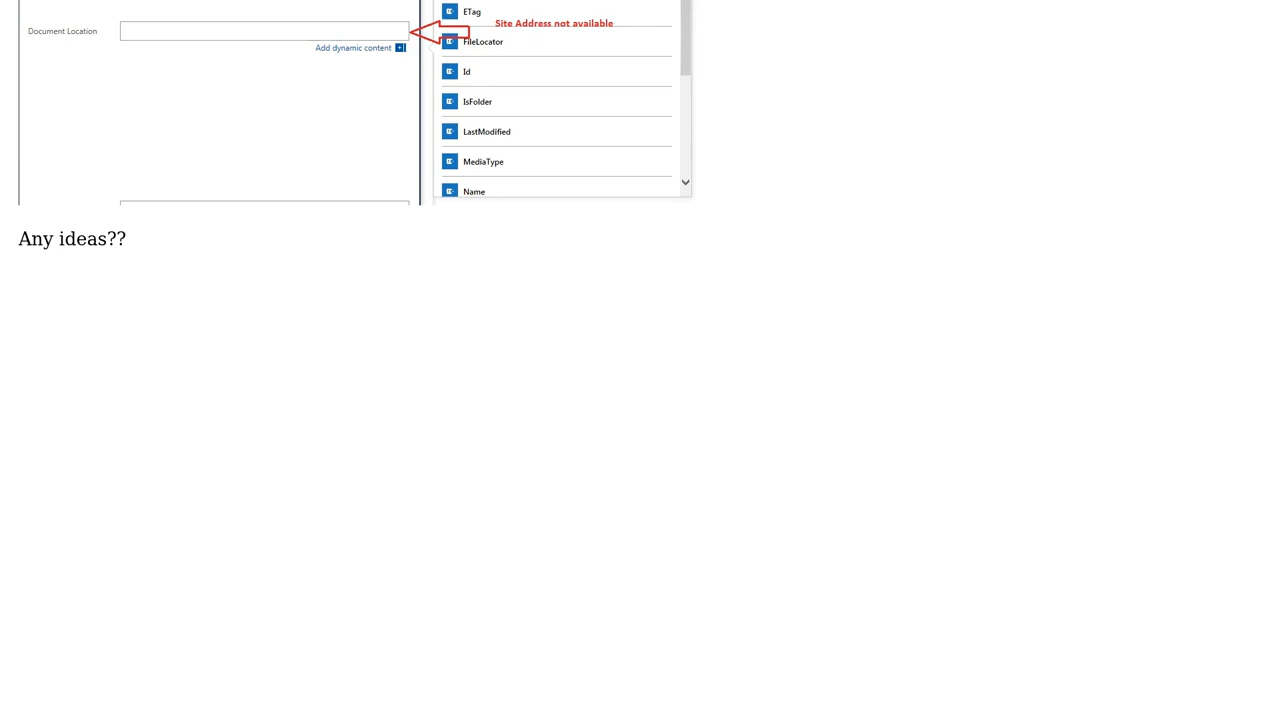 ETag
Site Address not available
Document Location
FileLocator
Add dynamic content
Id
IsFolder
LastModified
MediaType
Name
Any ideas??